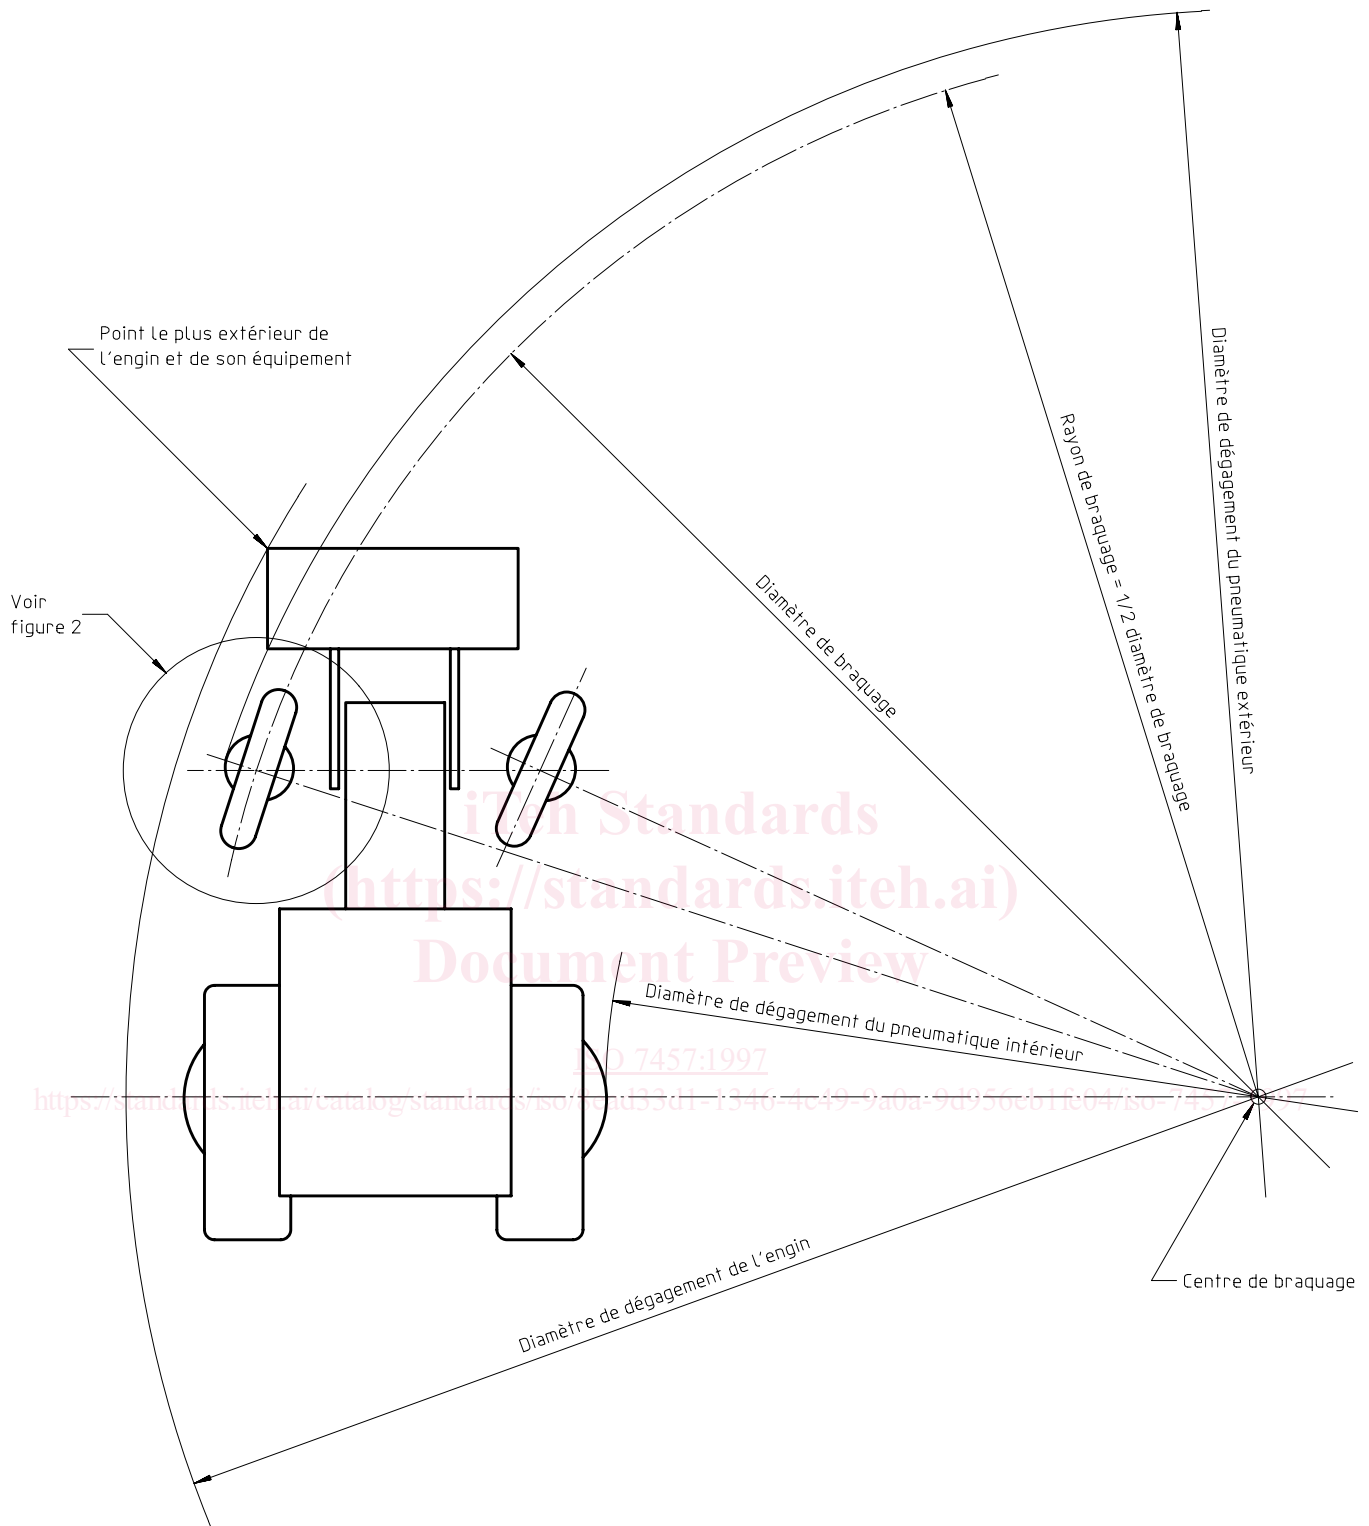 Point le plus extérieur de
l'engin et de son équipement
Diamètre de dégagement du pneumatique extérieur
Rayon de braquage = 1/2 diamètre de braquage
Diamètre de braquage
Voir
figure 2
iTeh Standards
(https://standards.iteh.ai)
Document Preview
Diamètre de dégagement du pneumatique intérieur
ISO 7457:1997
Diamètre de dégagement de l'engin
Centre de braquage